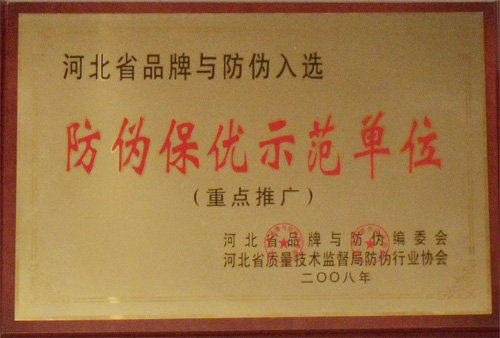 河北省品牌与防伪入选
防伪保优示范单位
（重点推广）
河北省品牌与防伪编委会
河北省质量技术监督局防伪行业协会
二〇〇八年